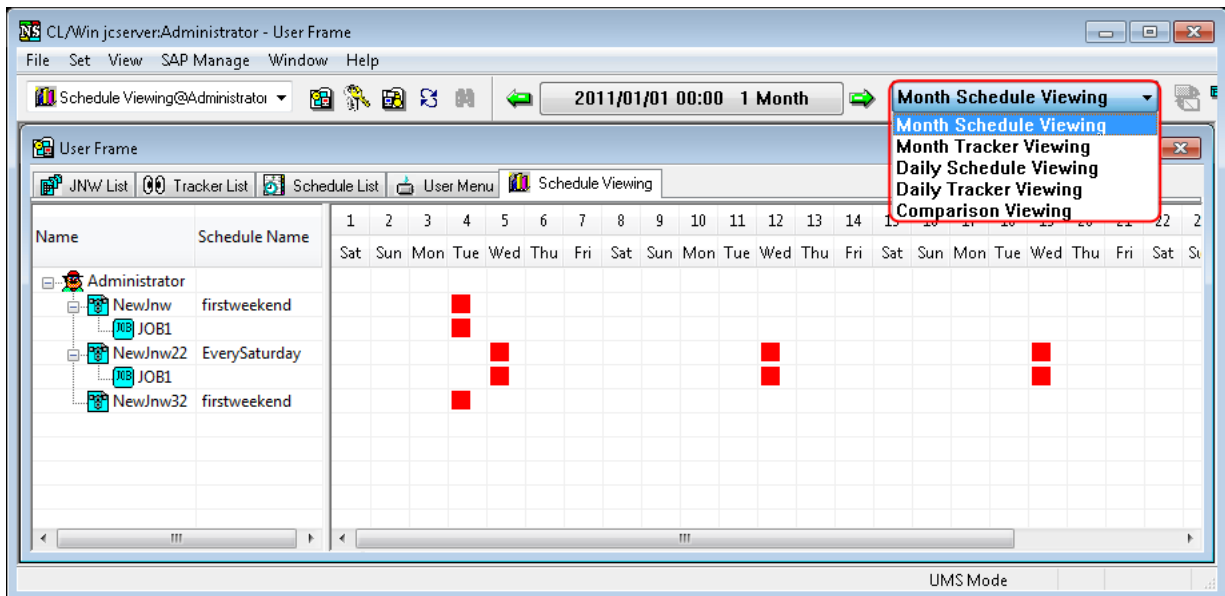 CL/Win jcserver:Administrator - User Frame
File Set View SAP Manage Window Help
Schedule Viewing@Administrator
2011/01/01 00:00 1 Month
Month Schedule Viewing
Month Schedule Viewing
Month Tracker Viewing
Daily Schedule Viewing
Daily Tracker Viewing
Comparison Viewing
User Frame
JNW List Tracker List Schedule List User Menu Schedule Viewing
Name Schedule Name
1 2 3 4 5 6 7 8 9 10 11 12 13 14 15 16 17 18 19 20 21 22 2
Sat Sun Mon Tue Wed Thu Fri Sat Sun Mon Tue Wed Thu Fri Sat Sun Mon Tue Wed Thu Fri Sat Su
Administrator
NewJnw firstweekend
JOB JOB1
NewJnw22 EverySaturday
JOB JOB1
NewJnw32 firstweekend
UMS Mode